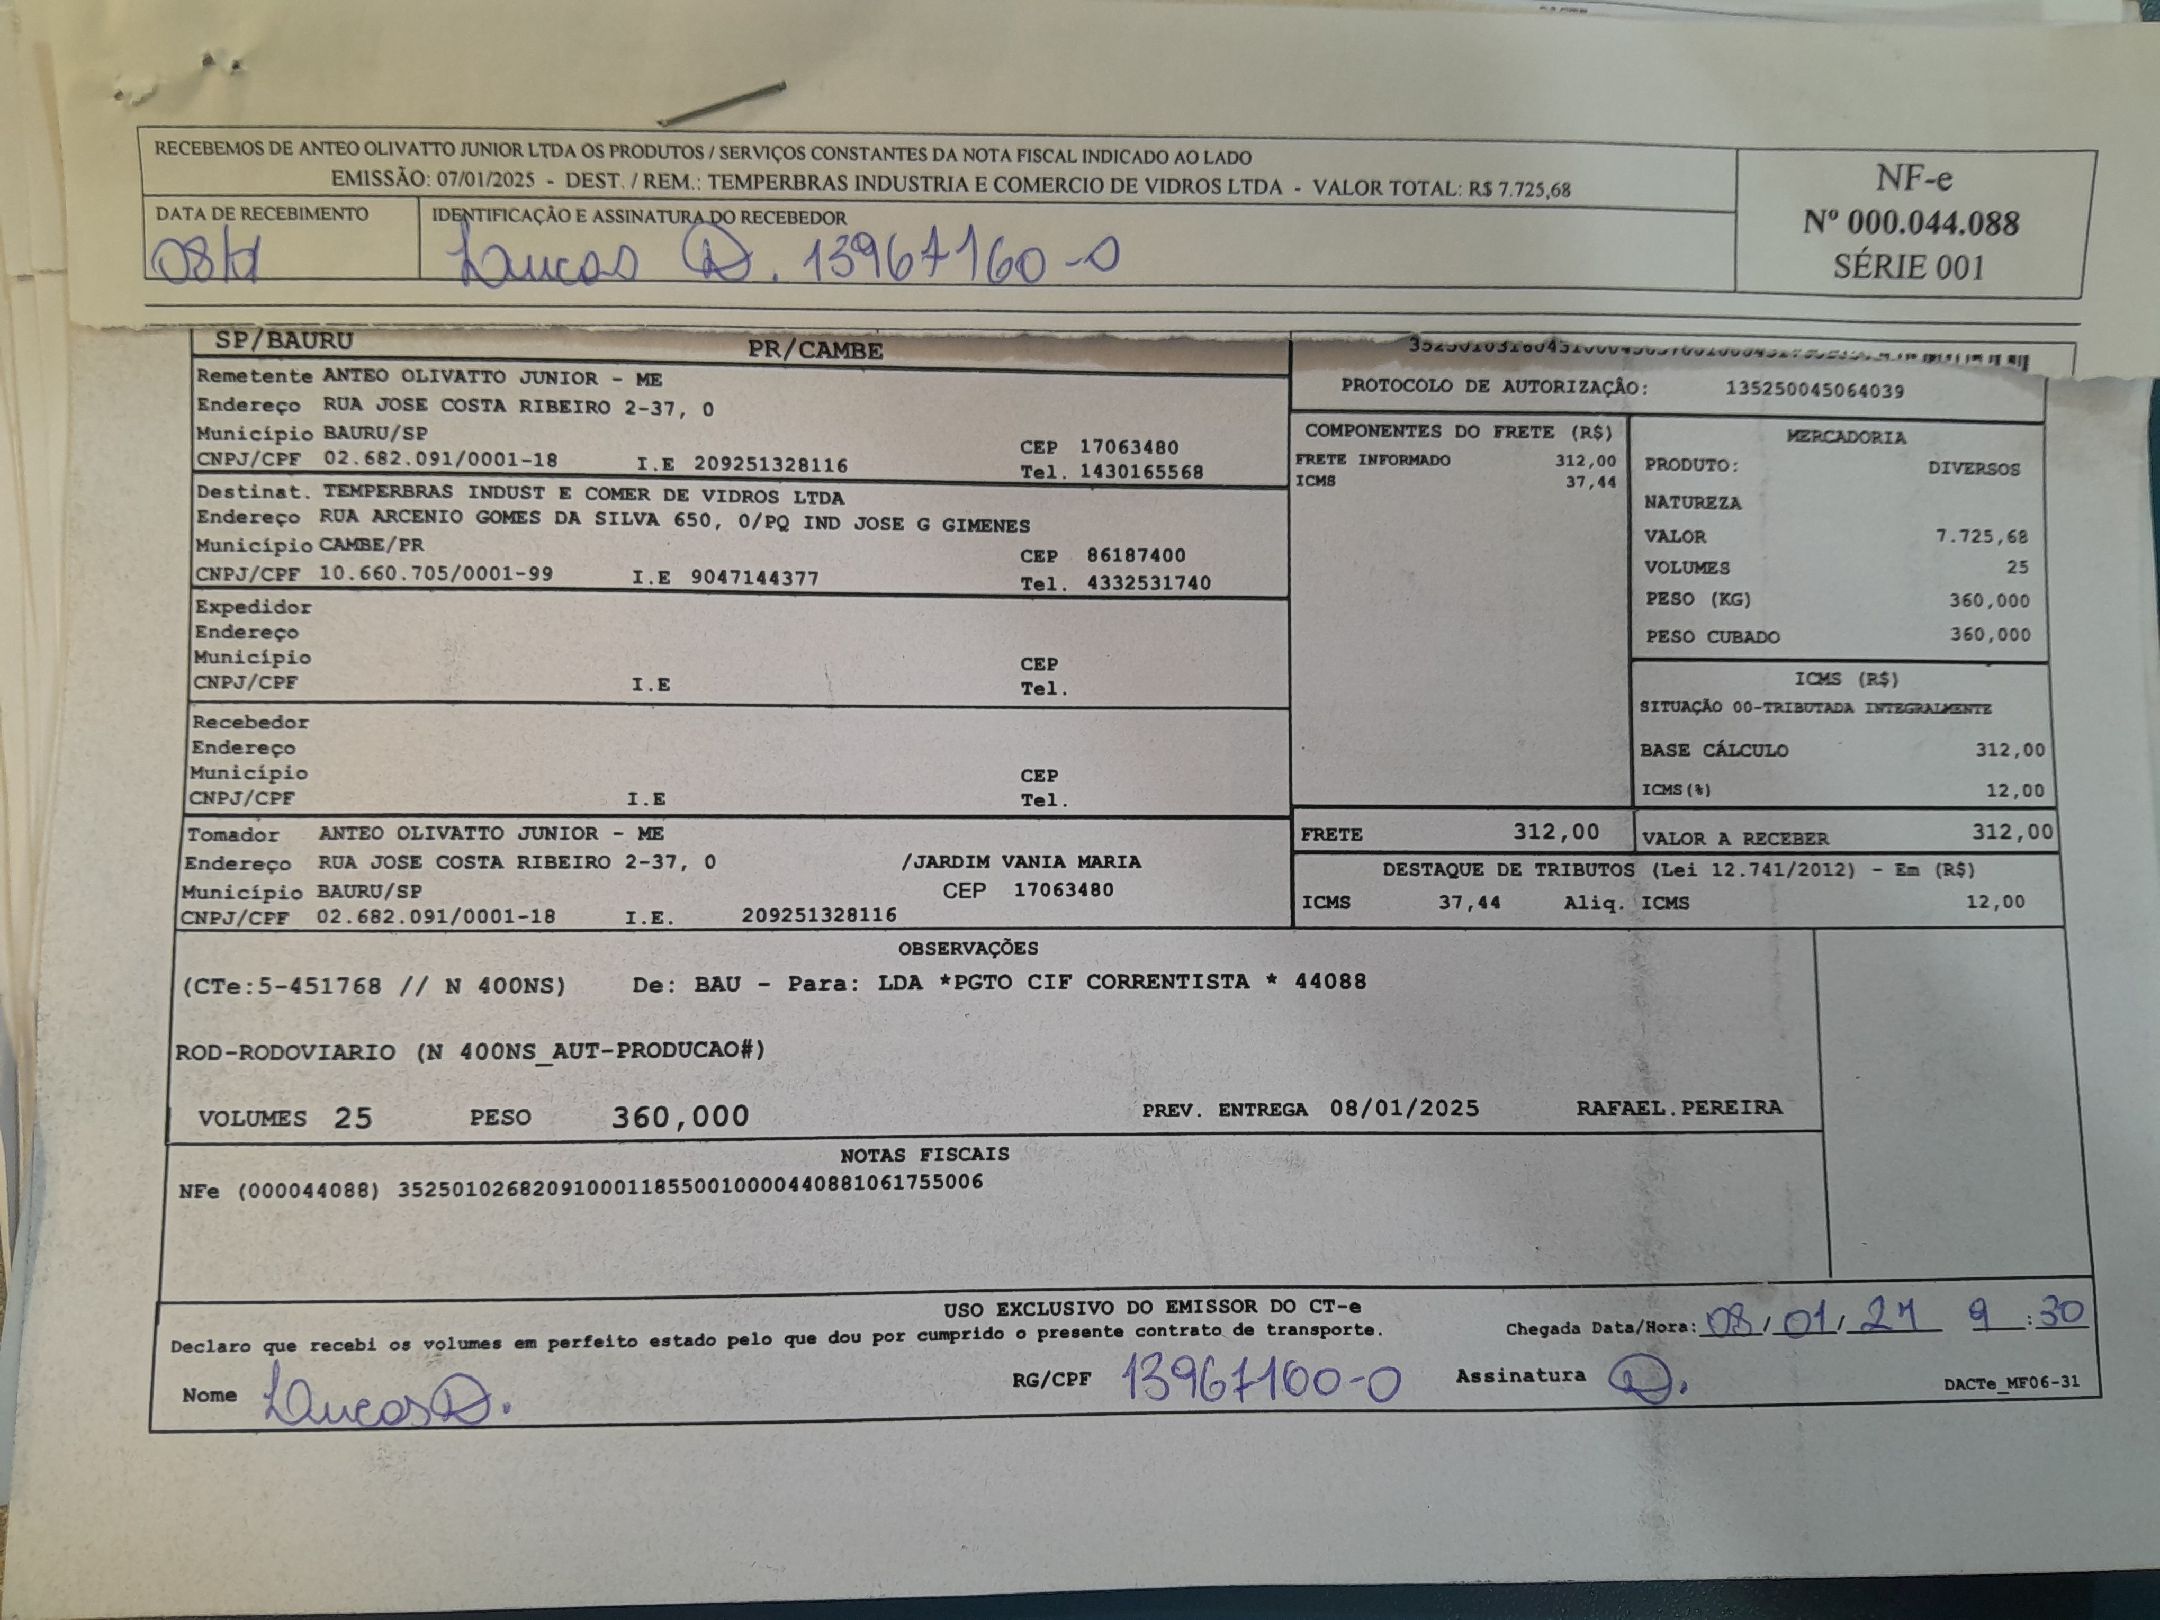 RECEBEMOS DE ANTEO OLIVATTO JUNIOR LTDA OS PRODUTOS / SERVIÇOS CONSTANTES DA NOTA FISCAL INDICADO AO LADO
EMISSÃO: 07/01/2025 - DEST. / REM.: TEMPERBRAS INDUSTRIA E COMERCIO DE VIDROS LTDA - VALOR TOTAL: R$ 7.725,68
NF-e
Nº 000.044.088
SÉRIE 001
DATA DE RECEBIMENTO
IDENTIFICAÇÃO E ASSINATURA DO RECEBEDOR
08/1
Lucas D. 13967160-0
SP/BAURU PR/CAMBE
Remetente ANTEO OLIVATTO JUNIOR - ME
Endereço RUA JOSE COSTA RIBEIRO 2-37, 0
Município BAURU/SP CEP 17063480
CNPJ/CPF 02.682.091/0001-18 I.E 209251328116 Tel. 1430165568
Destinat. TEMPERBRAS INDUST E COMER DE VIDROS LTDA
Endereço RUA ARCENIO GOMES DA SILVA 650, 0/PQ IND JOSE G GIMENES
Município CAMBE/PR CEP 86187400
CNPJ/CPF 10.660.705/0001-99 I.E 9047144377 Tel. 4332531740
Expedidor
Endereço
Município CEP
CNPJ/CPF I.E Tel.
Recebedor
Endereço
Município CEP
CNPJ/CPF I.E Tel.
Tomador ANTEO OLIVATTO JUNIOR - ME
Endereço RUA JOSE COSTA RIBEIRO 2-37, 0 /JARDIM VANIA MARIA
Município BAURU/SP CEP 17063480
CNPJ/CPF 02.682.091/0001-18 I.E. 209251328116
PROTOCOLO DE AUTORIZAÇÃO: 135250045064039
COMPONENTES DO FRETE (R$)
FRETE INFORMADO 312,00
ICMS 37,44
MERCADORIA
PRODUTO: DIVERSOS
NATUREZA
VALOR 7.725,68
VOLUMES 25
PESO (KG) 360,000
PESO CUBADO 360,000
ICMS (R$)
SITUAÇÃO 00-TRIBUTADA INTEGRALMENTE
BASE CÁLCULO 312,00
ICMS(%) 12,00
FRETE 312,00 VALOR A RECEBER 312,00
DESTAQUE DE TRIBUTOS (Lei 12.741/2012) - Em (R$)
ICMS 37,44 Aliq. ICMS 12,00
OBSERVAÇÕES
(CTe:5-451768 // N 400NS) De: BAU - Para: LDA *PGTO CIF CORRENTISTA * 44088
ROD-RODOVIARIO (N 400NS_AUT-PRODUCAO#)
VOLUMES 25 PESO 360,000 PREV. ENTREGA 08/01/2025 RAFAEL.PEREIRA
NOTAS FISCAIS
NFe (000044088) 35250102682091000118550010000440881061755006
USO EXCLUSIVO DO EMISSOR DO CT-e
Declaro que recebi os volumes em perfeito estado pelo que dou por cumprido o presente contrato de transporte.
Chegada Data/Hora: 08/01/ 9:30
Nome Lucas D. RG/CPF 13967160-0 Assinatura D.
DACTe_MF06-31